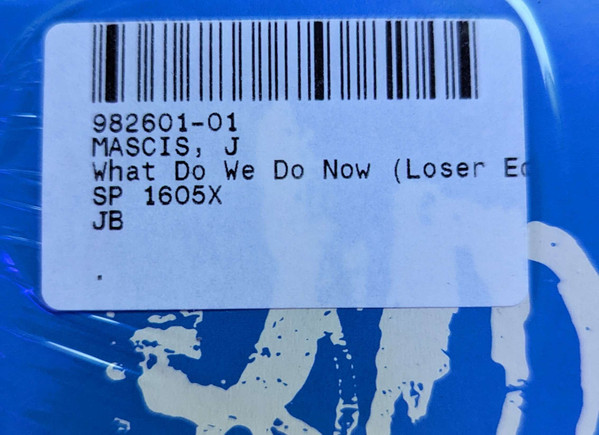 982601-01
MASCIS, J
What Do We Do Now (Loser Ed
SP 1605X
JB
.